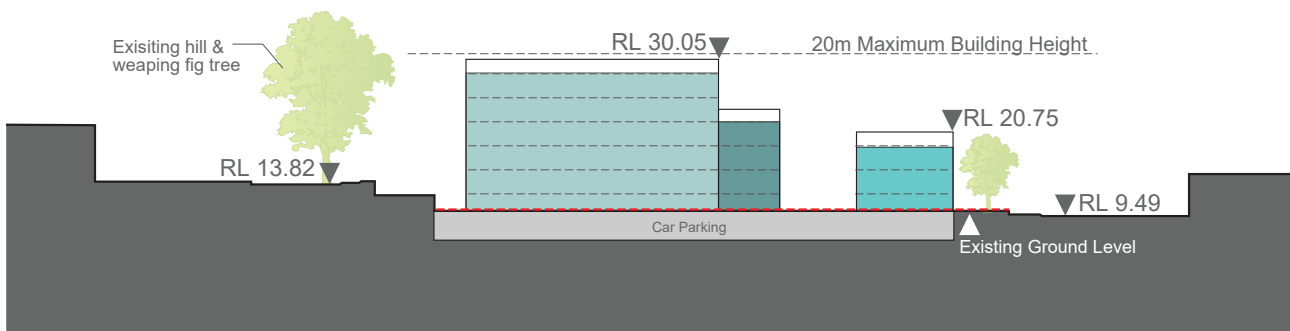 Exisiting hill &
weaping fig tree
RL 30.05
20m Maximum Building Height
RL 20.75
RL 13.82
RL 9.49
Car Parking
Existing Ground Level